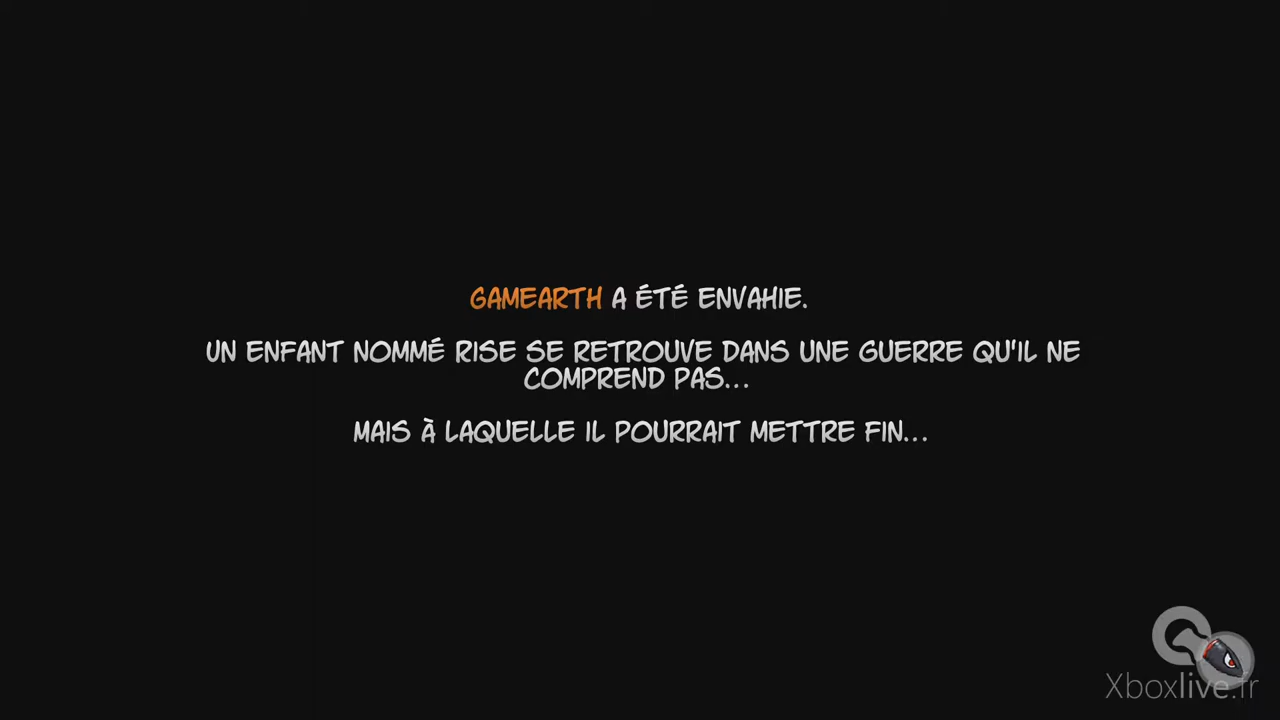 GAMEARTH A ÉTÉ ENVAHIE.
UN ENFANT NOMMÉ RISE SE RETROUVE DANS UNE GUERRE QU'IL NE
COMPREND PAS...
MAIS À LAQUELLE IL POURRAIT METTRE FIN...
Xboxlive.fr